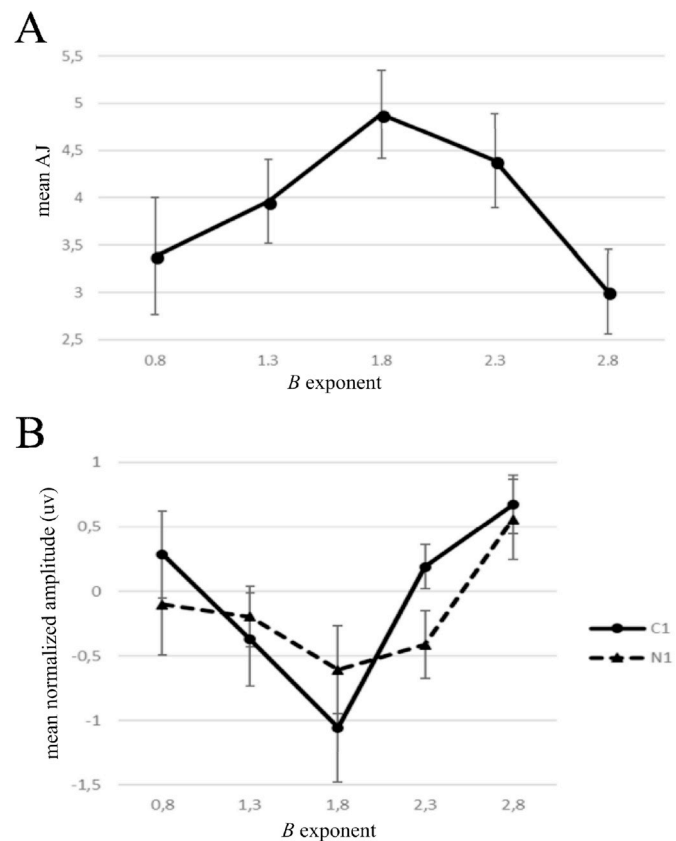 A
5,5
5
4,5
4
3,5
3
2,5
mean AJ
0.8 1.3 1.8 2.3 2.8
B exponent
B
1
0,5
0
-0,5
-1
-1,5
mean normalized amplitude (uv)
C1
N1
0,8 1,3 1,8 2,3 2,8
B exponent